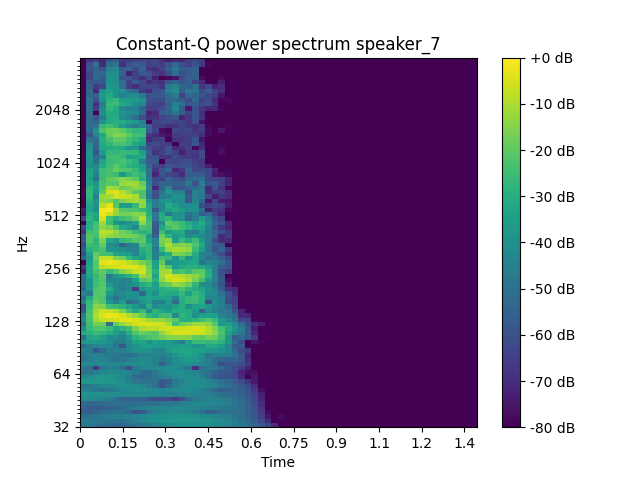 Constant-Q power spectrum speaker_7
Hz
2048
1024
512
256
128
64
32
0 0.15 0.3 0.45 0.6 0.75 0.9 1.1 1.2 1.4
Time
+0 dB
-10 dB
-20 dB
-30 dB
-40 dB
-50 dB
-60 dB
-70 dB
-80 dB